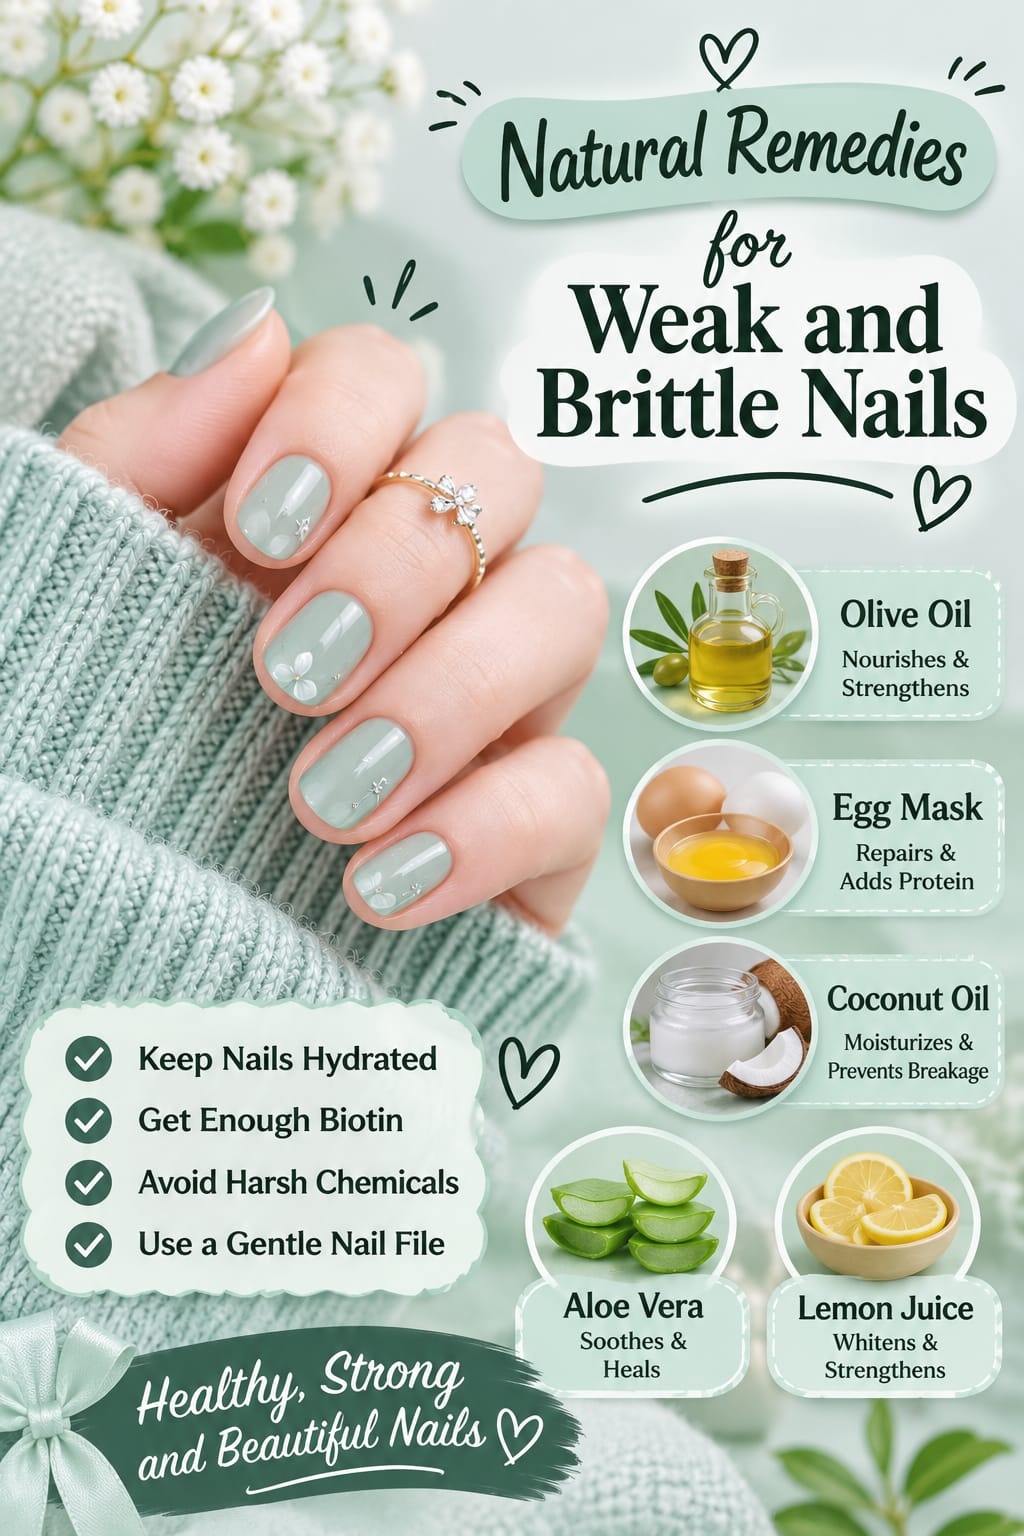 Natural Remedies
for
Weak and
Brittle Nails
Olive Oil
Nourishes &
Strengthens
Egg Mask
Repairs &
Adds Protein
Coconut Oil
Moisturizes &
Prevents Breakage
Keep Nails Hydrated
Get Enough Biotin
Avoid Harsh Chemicals
Use a Gentle Nail File
Aloe Vera
Soothes &
Heals
Lemon Juice
Whitens &
Strengthens
Healthy, Strong
and Beautiful Nails